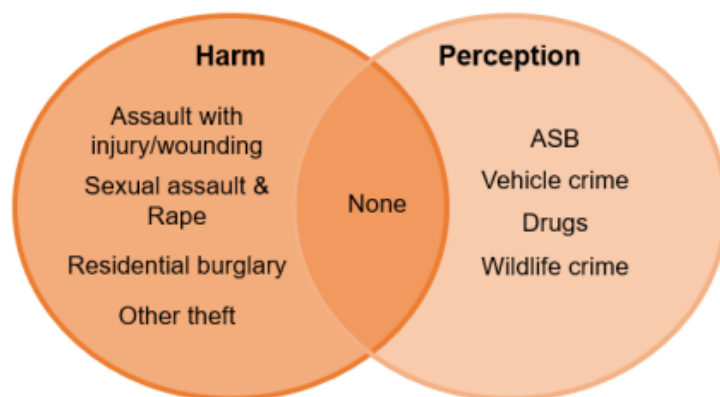 Harm
Assault with
injury/wounding
Sexual assault &
Rape
Residential burglary
Other theft
None
Perception
ASB
Vehicle crime
Drugs
Wildlife crime